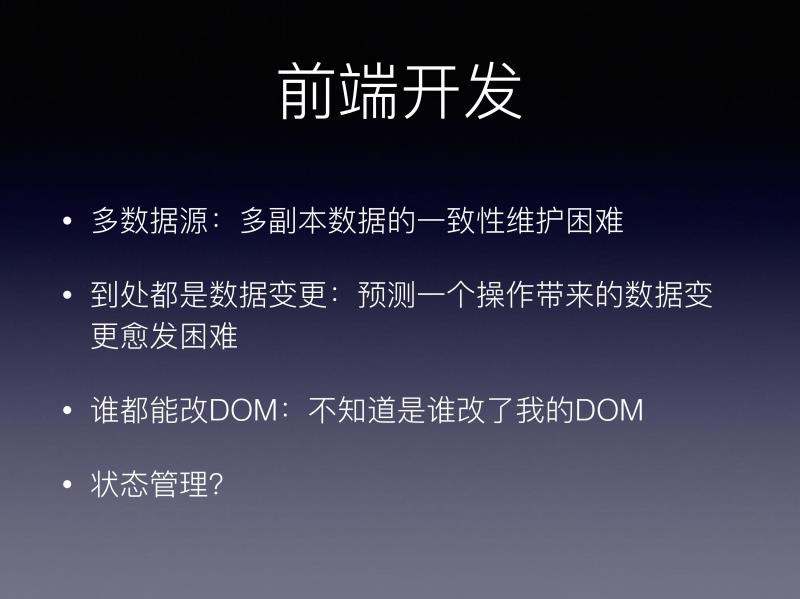 前端开发
• 多数据源：多副本数据的一致性维护困难
• 到处都是数据变更：预测一个操作带来的数据变
更愈发困难
• 谁都能改DOM：不知道是谁改了我的DOM
• 状态管理？